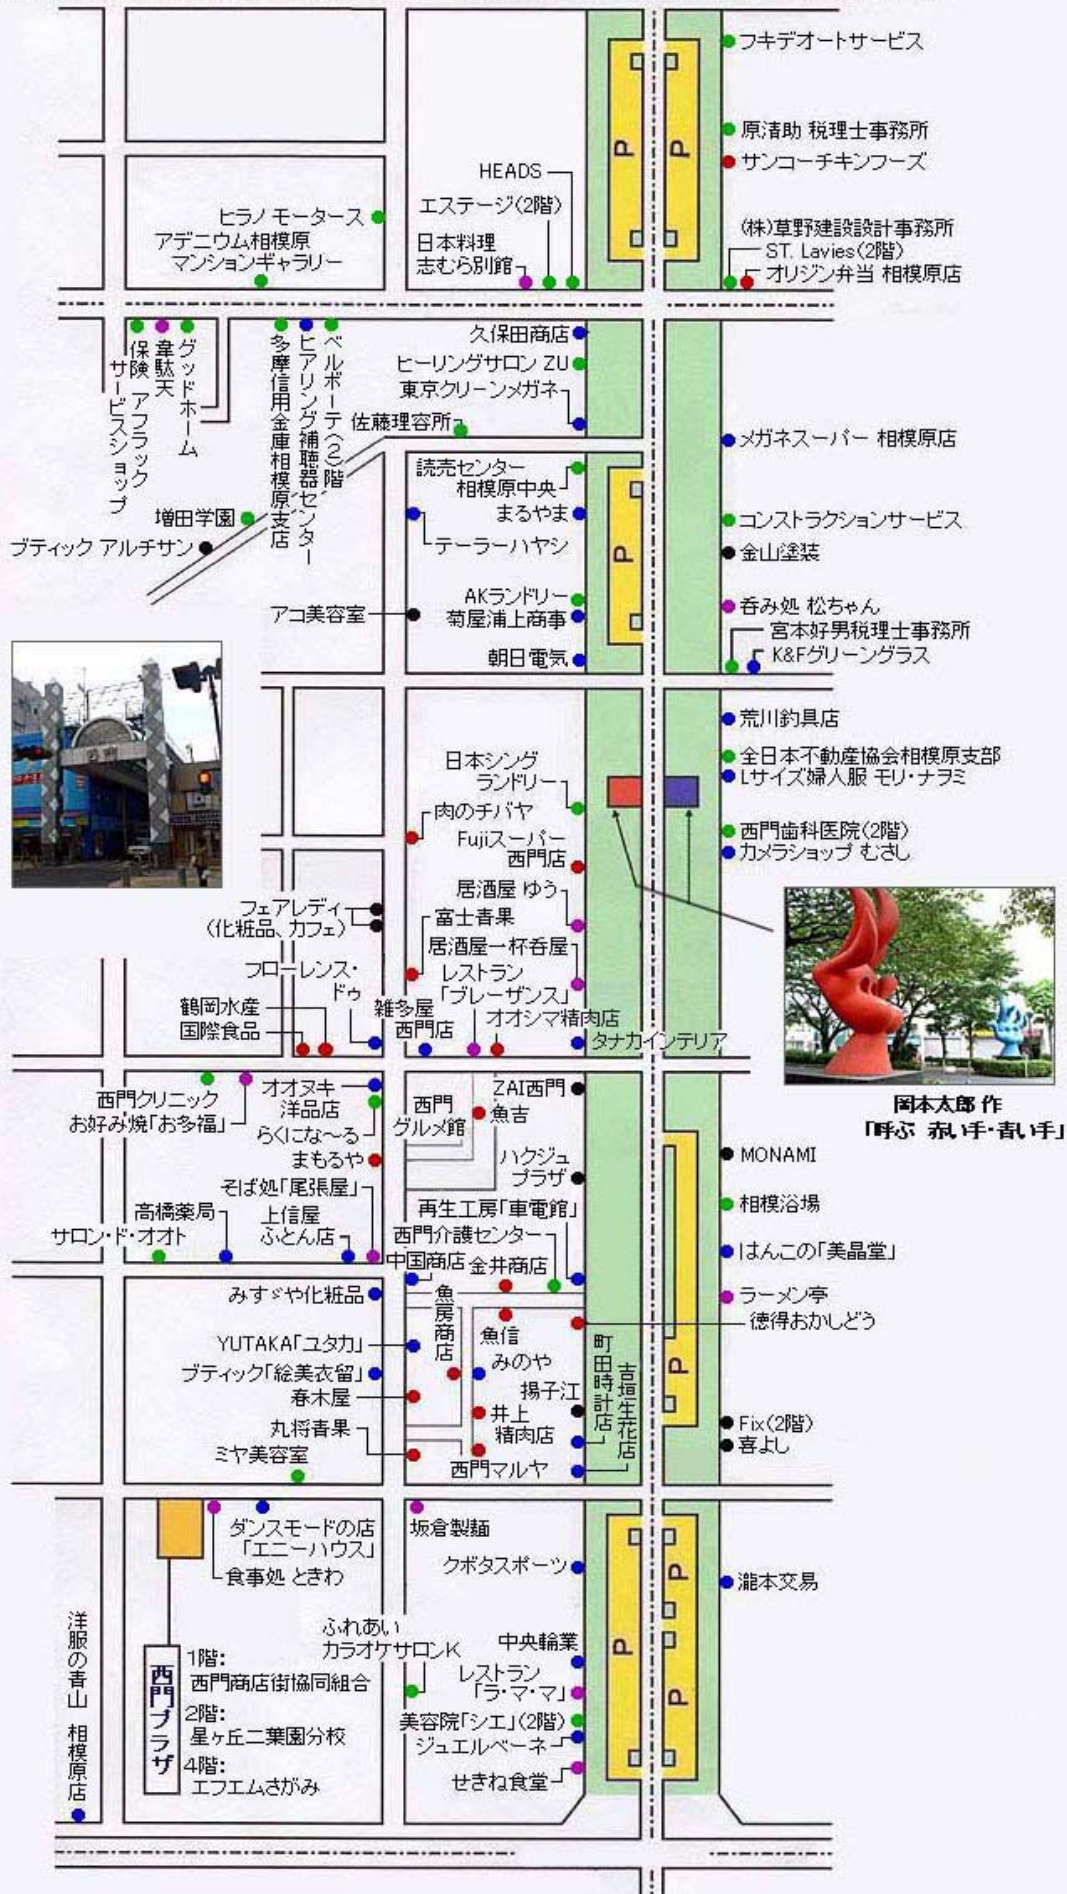 フキデオートサービス
P
P
原清助 税理士事務所
サンコーチキンフーズ
HEADS
エステージ(2階)
日本料理
志むら別館
ヒラノ モータース
アデニウム相模原
マンションギャラリー
(株)草野建設設計事務所
ST. Lavies(2階)
オリジン弁当 相模原店
保険 アフラック
サービスショップ
韋駄天
グッドホーム
多摩信用金庫相模原支店
ヒアリング補聴器センター
ベルボーテ(2)階
久保田商店
ヒーリングサロン ZU
東京クリーンメガネ
佐藤理容所
メガネスーパー 相模原店
読売センター
相模原中央
まるやま
テーラーハヤシ
増田学園
ブティック アルチザン
P
コンストラクションサービス
金山塗装
アコ美容室
AKランドリー
菊屋浦上商事
朝日電気
呑み処 松ちゃん
宮本好男税理士事務所
K&Fグリーングラス
荒川釣具店
全日本不動産協会相模原支部
Lサイズ婦人服 モリ・ナヲミ
日本シング
ランドリー
肉のチバヤ
Fujiスーパー
西門店
西門歯科医院(2階)
カメラショップ むさし
居酒屋 ゆう
フェアレディ
(化粧品、カフェ)
富士青果
居酒屋一杯呑屋
フローレンス・
ドゥ
レストラン
「ブレーザンス」
鶴岡水産
国際食品
雑多屋
西門店
オオシマ精肉店
タナカインテリア
岡本太郎 作
「呼ぶ 赤い手・青い手」
西門クリニック
お好み焼「お多福」
オオヌキ
洋品店
らくにな〜る
まもるや
西門
グルメ館
ZAI西門
魚吉
ハクジュ
プラザ
MONAMI
そば処「尾張屋」
高橋薬局
サロン・ド・オオト
上信屋
ふとん店
再生工房「車電館」
西門介護センター
中国商店
金井商店
相模浴場
はんこの「美晶堂」
みすゞや化粧品
魚房商店
ラーメン亭
徳得おかしどう
YUTAKA「ユタカ」
ブティック「絵美衣留」
春木屋
丸将青果
ミヤ美容室
魚信
みのや
揚子江
井上
精肉店
西門マルヤ
町田時計店
吉垣生花店
P
Fix(2階)
喜よし
ダンスモードの店
「エニーハウス」
食事処 ときわ
坂倉製麺
クボタスポーツ
P
瀧本交易
洋服の青山 相模原店
西門プラザ
1階:
西門商店街協同組合
2階:
星ヶ丘二葉園分校
4階:
エフエムさがみ
ふれあい
カラオケサロンK
中央輪業
レストラン
「ラ・マ・マ」
美容院「シエ」(2階)
ジュエルベーネ
せきね食堂
P
P